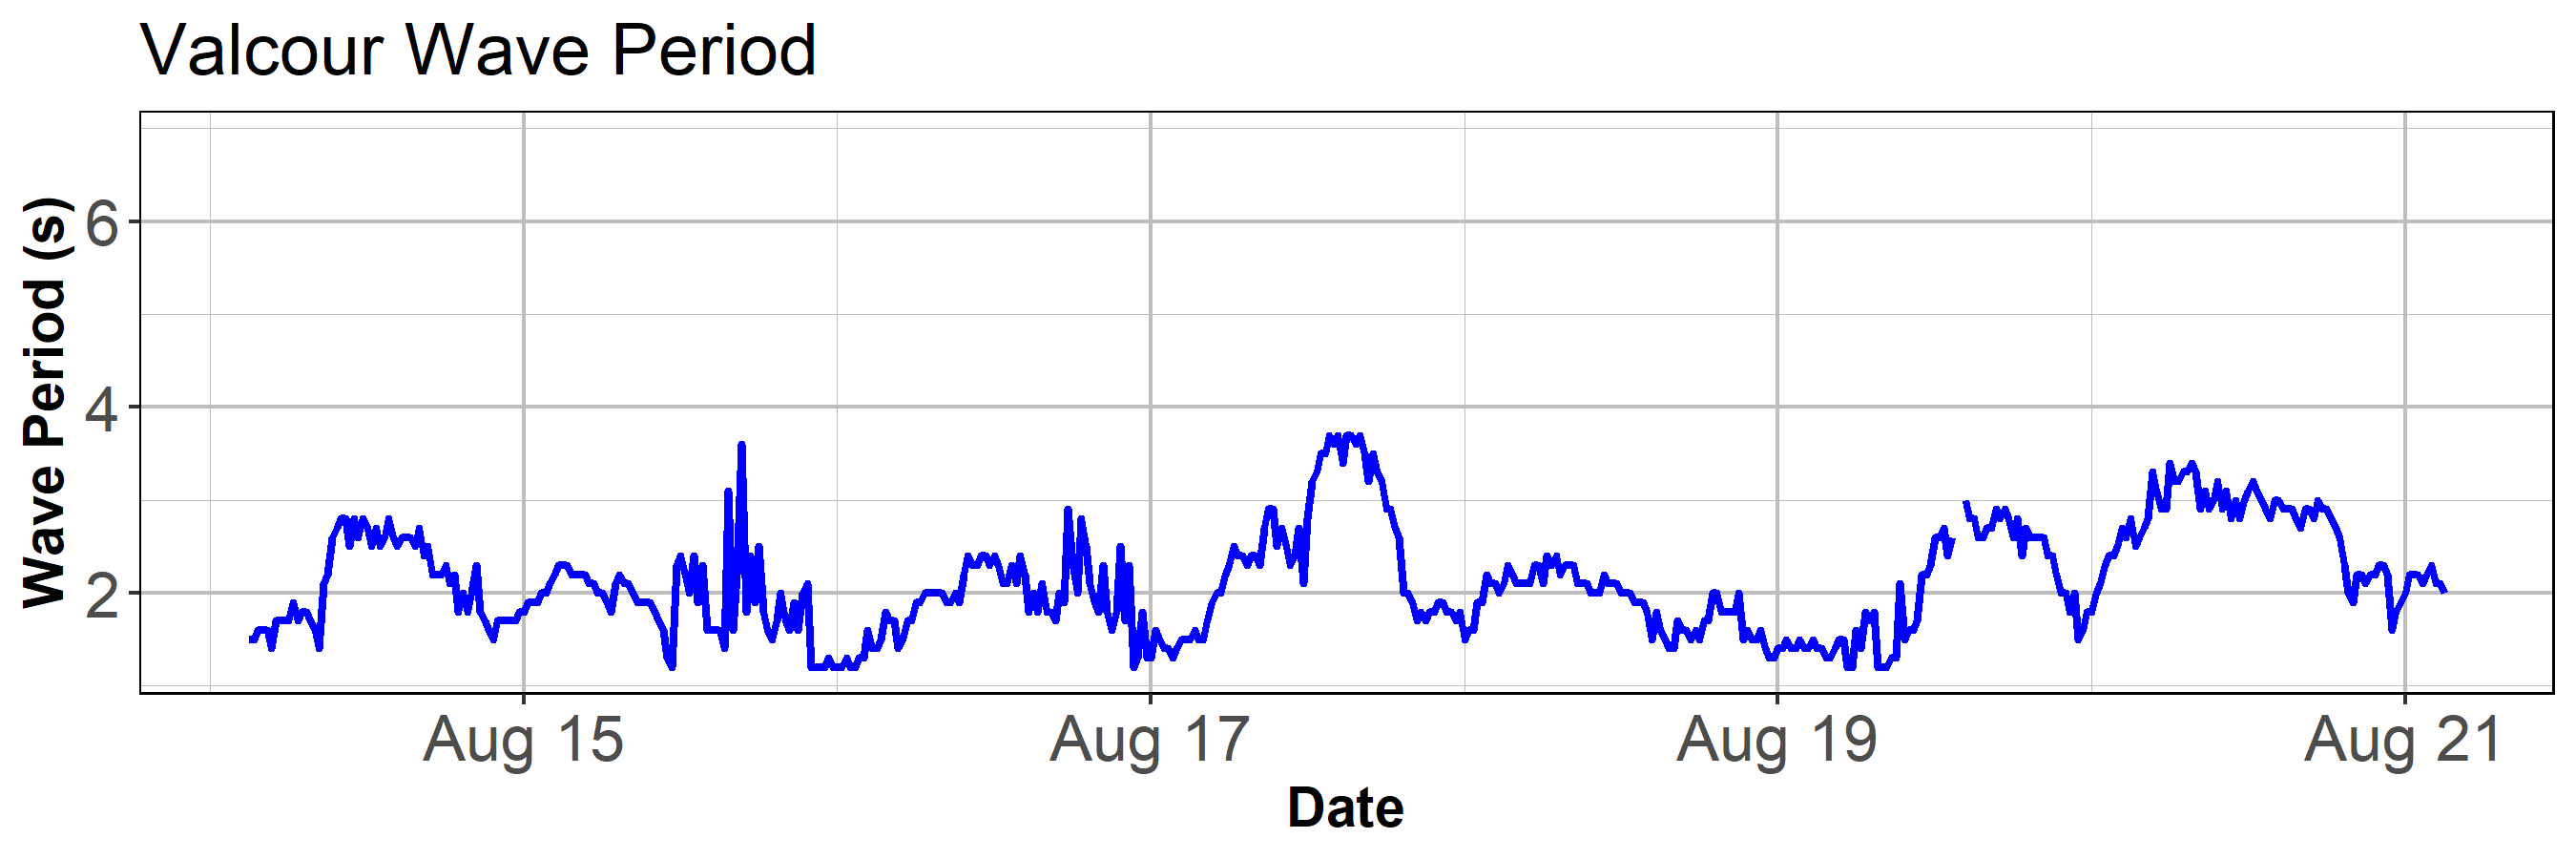 Valcour Wave Period
Wave Period (s)
6
4
2
Aug 15 Aug 17 Aug 19 Aug 21
Date